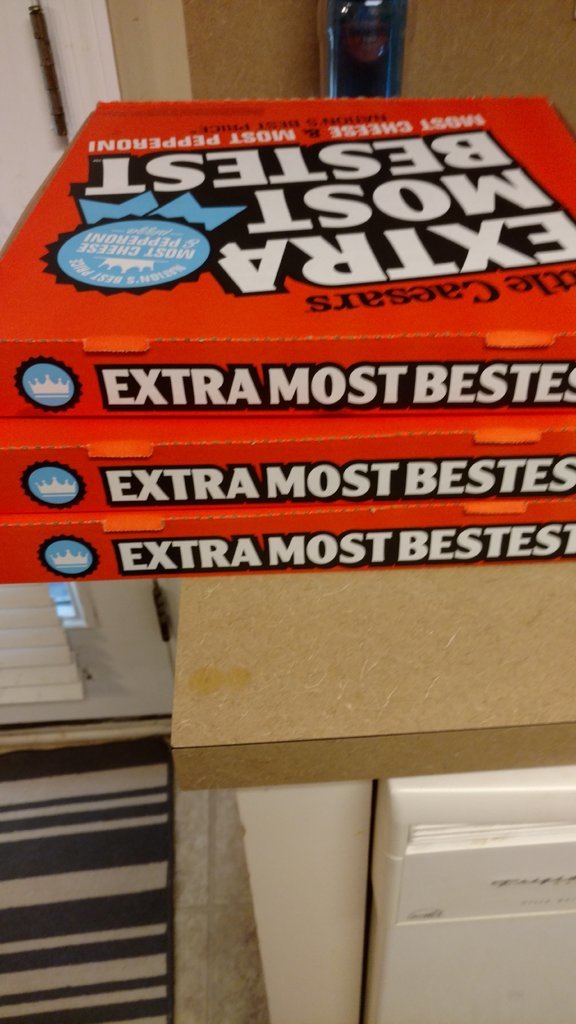 Little Caesars
EXTRA
MOST
BESTEST
MOST CHEESE & MOST PEPPERONI
NATION'S BEST PRICE
MOST CHEESE
& PEPPERONI
NATION'S BEST PRICE
EXTRA MOST BESTES
EXTRA MOST BESTES
EXTRA MOST BESTEST